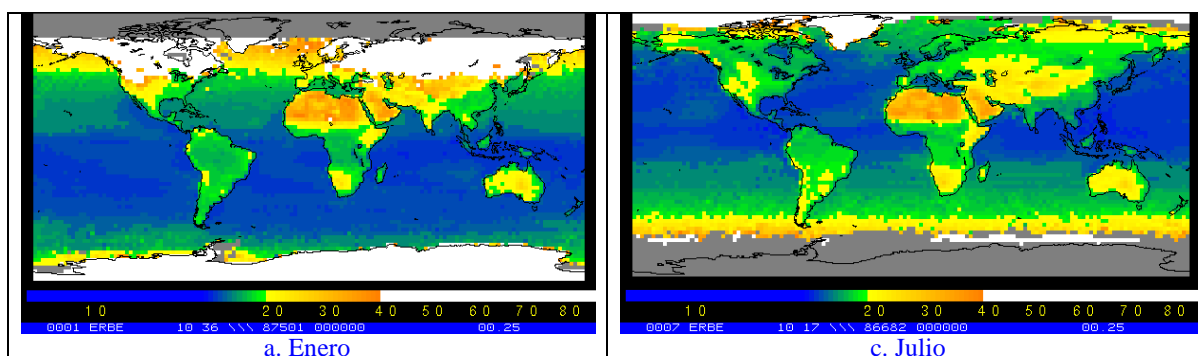 10 20 30 40 50 60 70 80
0001 ERBE 10 36 \\\ 87501 000000 00.25
a. Enero
10 20 30 40 50 60 70 80
0007 ERBE 10 17 \\\ 86682 000000 00.25
c. Julio